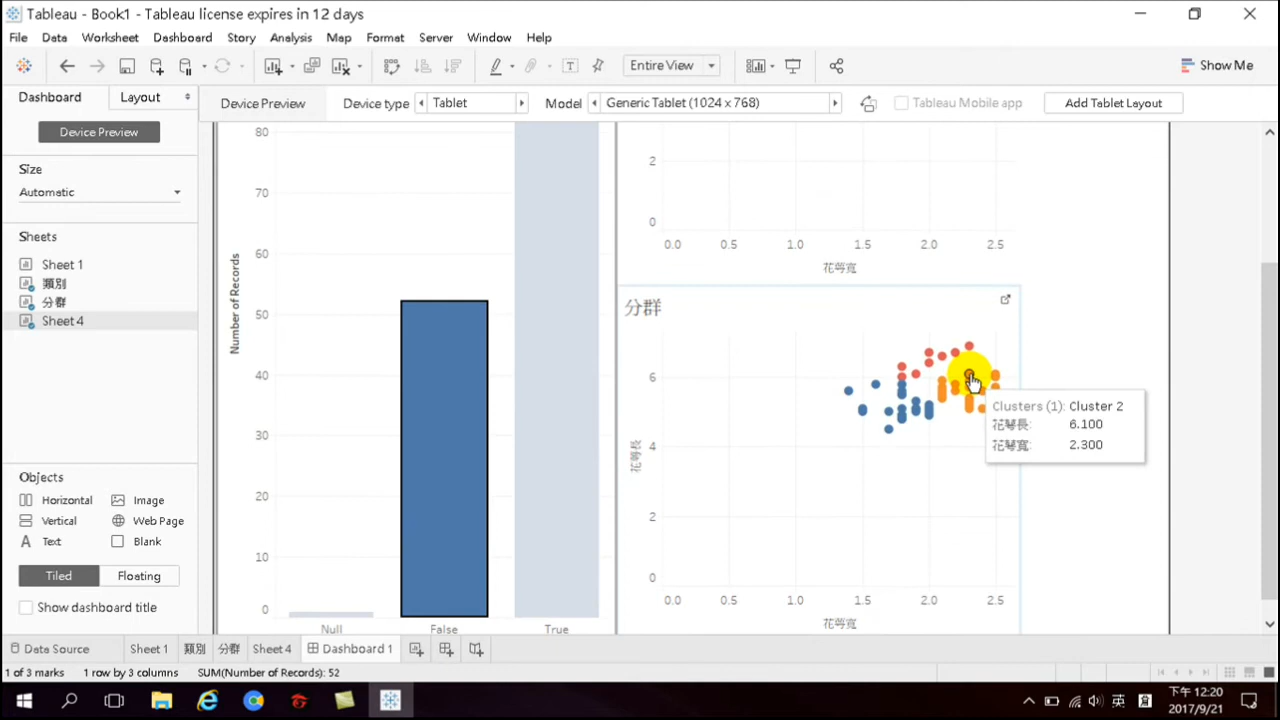 Tableau - Book1 - Tableau license expires in 12 days
File Data Worksheet Dashboard Story Analysis Map Format Server Window Help
Entire View
Show Me
Dashboard Layout
Device Preview Device type Tablet Model Generic Tablet (1024 x 768) Tableau Mobile app Add Tablet Layout
Device Preview
Size
Automatic
Sheets
Sheet 1
類別
分群
Sheet 4
Objects
Horizontal Image
Vertical Web Page
A Text Blank
Tiled Floating
Show dashboard title
Number of Records
80
70
60
50
40
30
20
10
0
Null False True
2
0
0.0 0.5 1.0 1.5 2.0 2.5
花萼寬
分群
6
4
2
0
花萼長
0.0 0.5 1.0 1.5 2.0 2.5
花萼寬
Clusters (1): Cluster 2
花萼長: 6.100
花萼寬: 2.300
Data Source Sheet 1 類別 分群 Sheet 4 Dashboard 1
1 of 3 marks 1 row by 3 columns SUM(Number of Records): 52
英
下午 12:20
2017/9/21